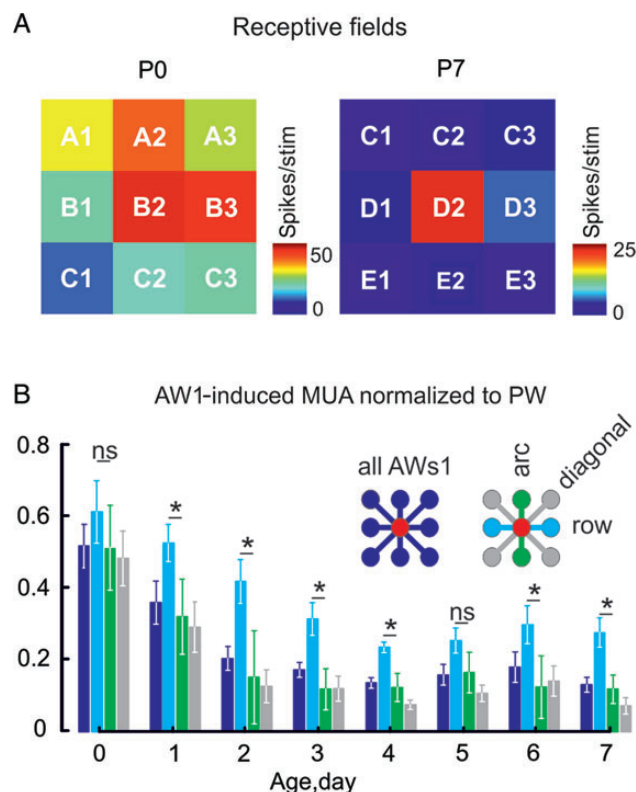 A
Receptive fields
P0
P7
A1 A2 A3
C1 C2 C3
B1 B2 B3
D1 D2 D3
C1 C2 C3
E1 E2 E3
Spikes/stim
50
0
Spikes/stim
25
0
B
AW1-induced MUA normalized to PW
0.8
0.6
0.4
0.2
0
ns * * * * ns * *
all AWs1
arc
diagonal
row
0 1 2 3 4 5 6 7
Age,day